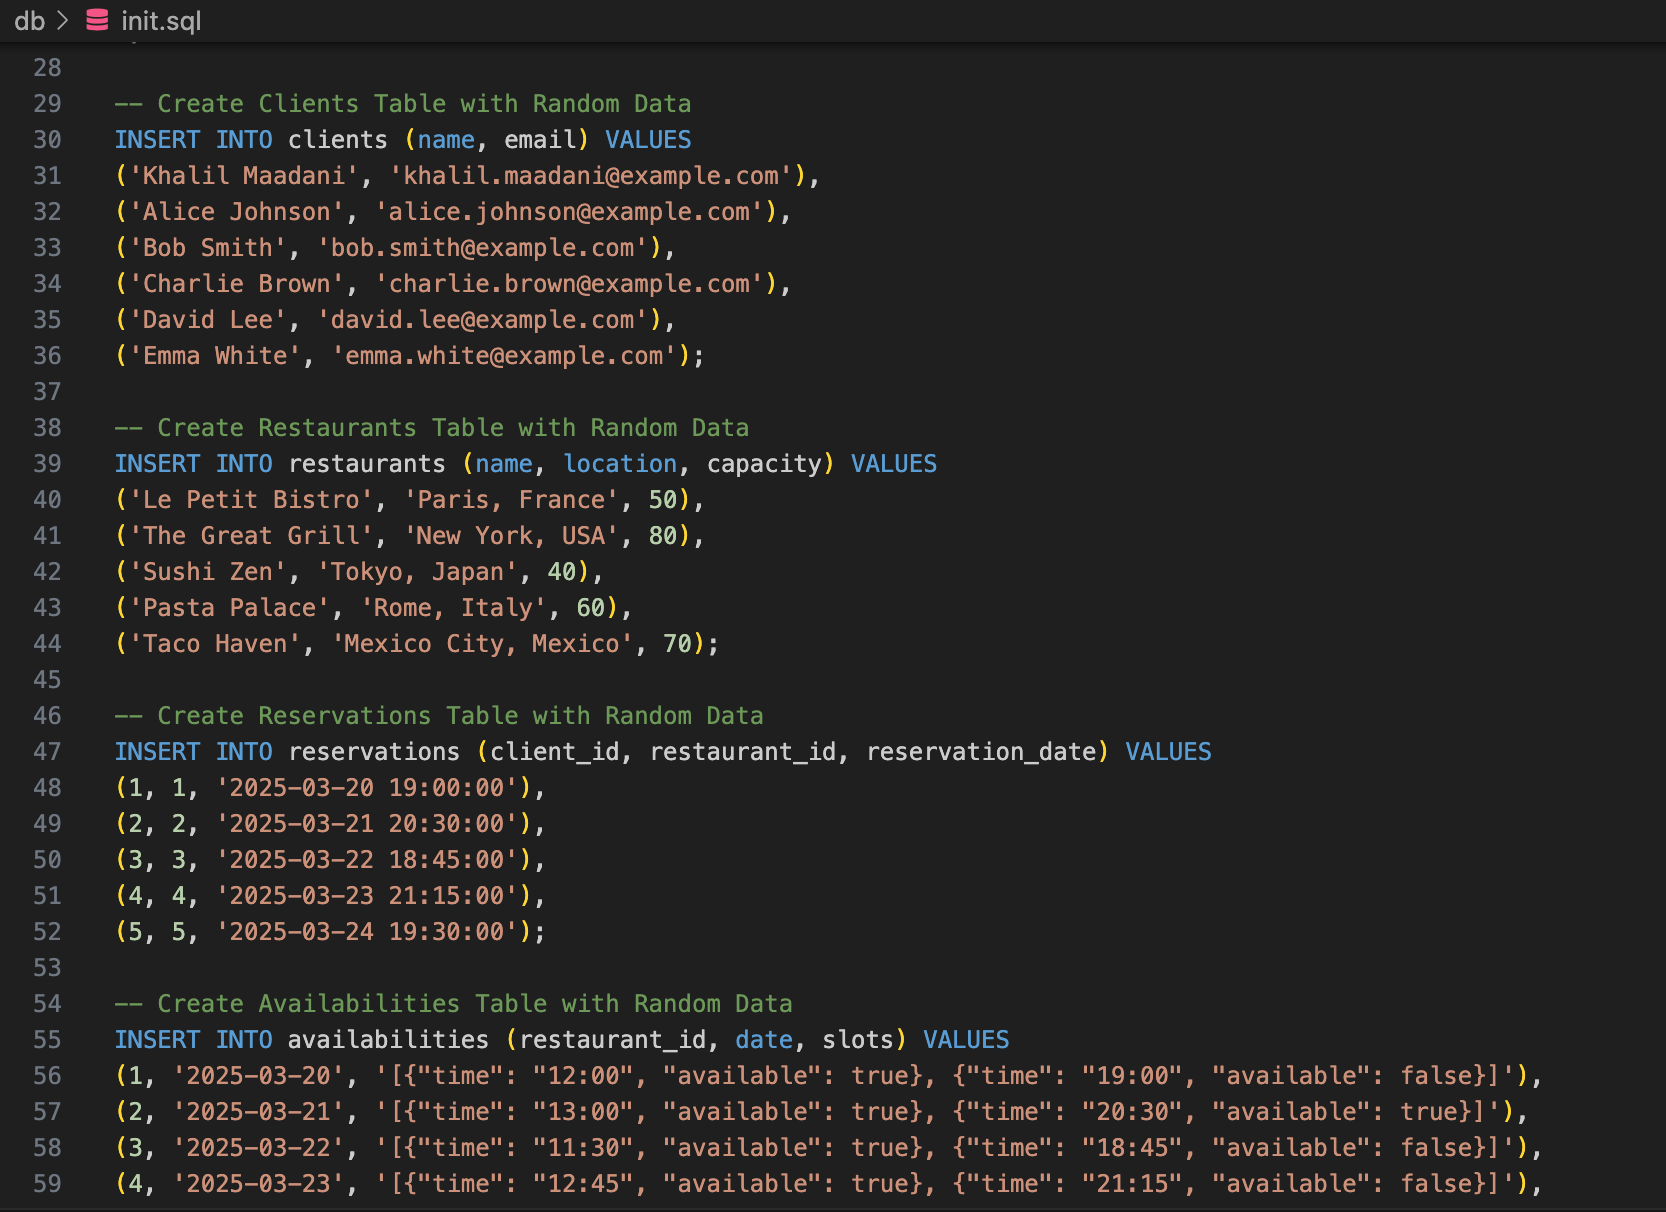 db > init.sql
28
29 -- Create Clients Table with Random Data
30 INSERT INTO clients (name, email) VALUES
31 ('Khalil Maadani', 'khalil.maadani@example.com'),
32 ('Alice Johnson', 'alice.johnson@example.com'),
33 ('Bob Smith', 'bob.smith@example.com'),
34 ('Charlie Brown', 'charlie.brown@example.com'),
35 ('David Lee', 'david.lee@example.com'),
36 ('Emma White', 'emma.white@example.com');
37
38 -- Create Restaurants Table with Random Data
39 INSERT INTO restaurants (name, location, capacity) VALUES
40 ('Le Petit Bistro', 'Paris, France', 50),
41 ('The Great Grill', 'New York, USA', 80),
42 ('Sushi Zen', 'Tokyo, Japan', 40),
43 ('Pasta Palace', 'Rome, Italy', 60),
44 ('Taco Haven', 'Mexico City, Mexico', 70);
45
46 -- Create Reservations Table with Random Data
47 INSERT INTO reservations (client_id, restaurant_id, reservation_date) VALUES
48 (1, 1, '2025-03-20 19:00:00'),
49 (2, 2, '2025-03-21 20:30:00'),
50 (3, 3, '2025-03-22 18:45:00'),
51 (4, 4, '2025-03-23 21:15:00'),
52 (5, 5, '2025-03-24 19:30:00');
53
54 -- Create Availabilities Table with Random Data
55 INSERT INTO availabilities (restaurant_id, date, slots) VALUES
56 (1, '2025-03-20', '[{"time": "12:00", "available": true}, {"time": "19:00", "available": false}]'),
57 (2, '2025-03-21', '[{"time": "13:00", "available": true}, {"time": "20:30", "available": true}]'),
58 (3, '2025-03-22', '[{"time": "11:30", "available": true}, {"time": "18:45", "available": false}]'),
59 (4, '2025-03-23', '[{"time": "12:45", "available": true}, {"time": "21:15", "available": false}]'),